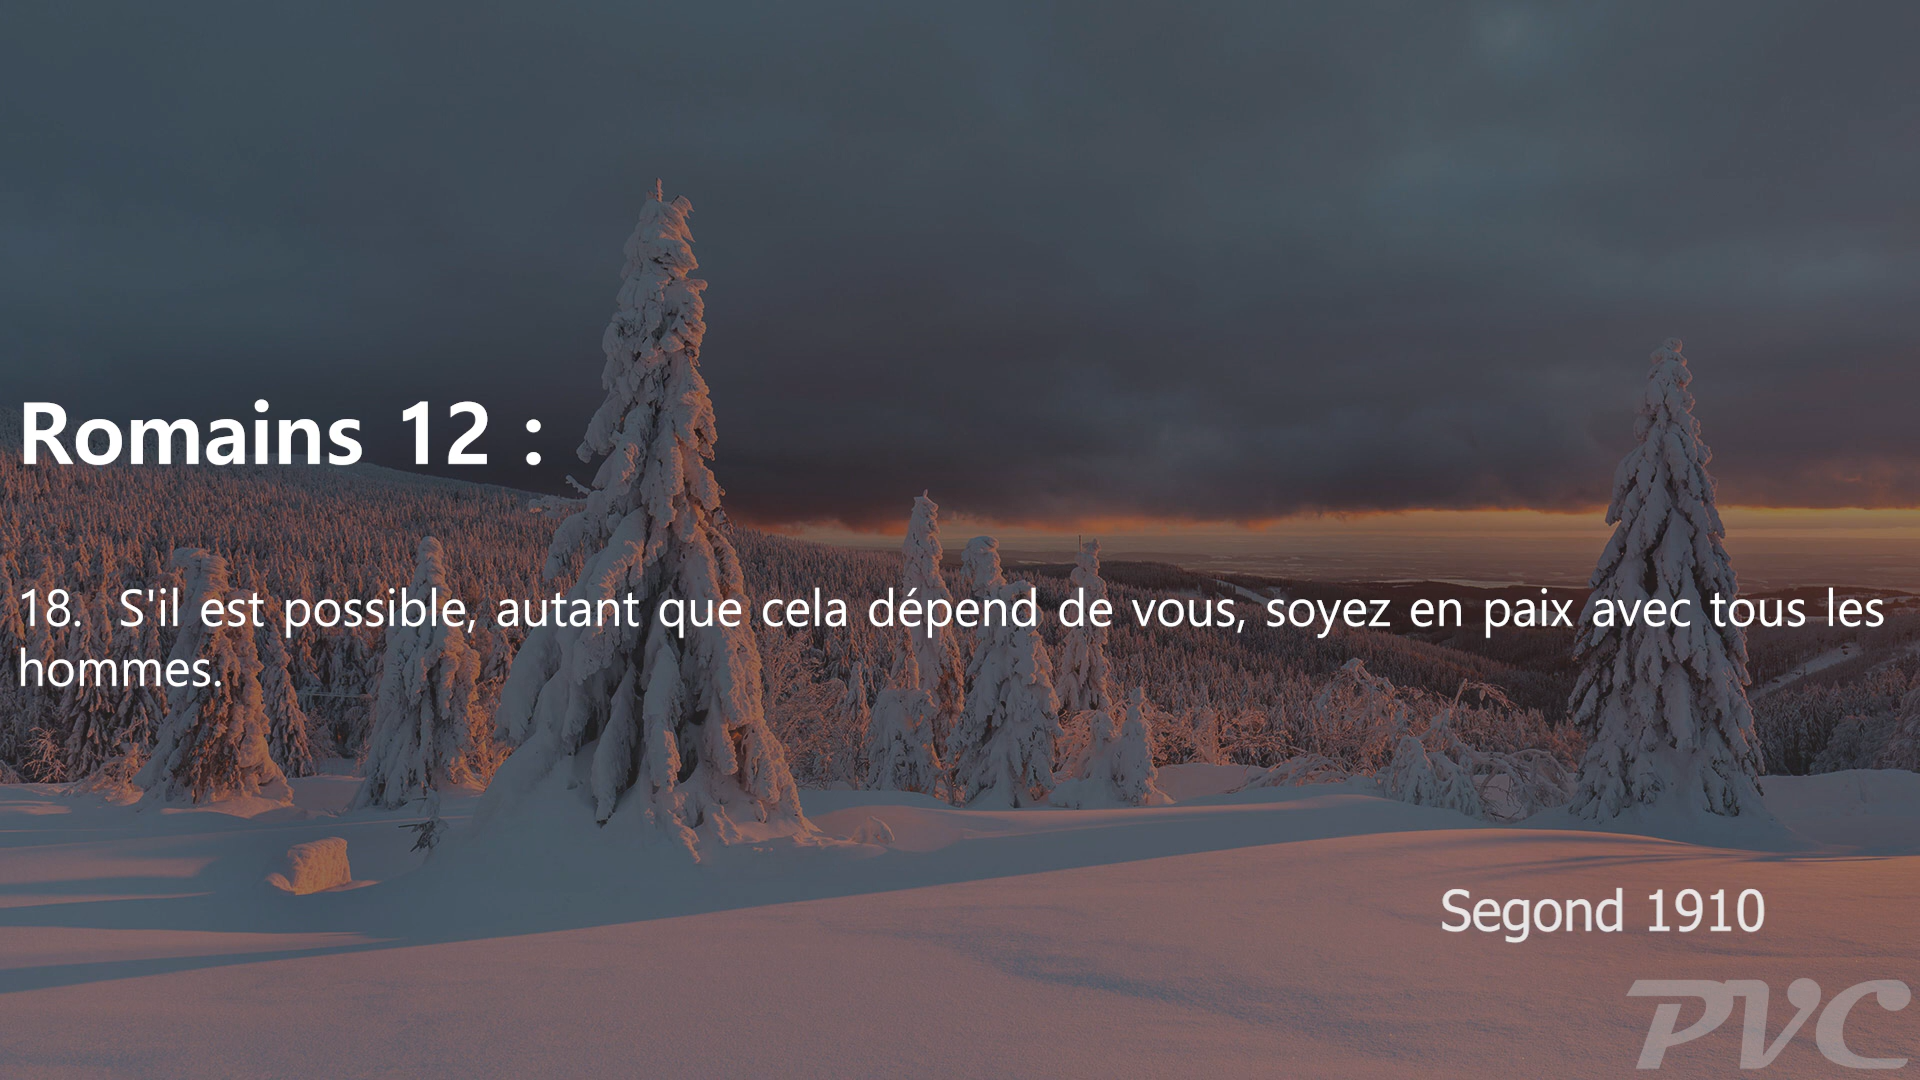 Romains 12 :
18. S'il est possible, autant que cela dépend de vous, soyez en paix avec tous les
hommes.
Segond 1910
PVC